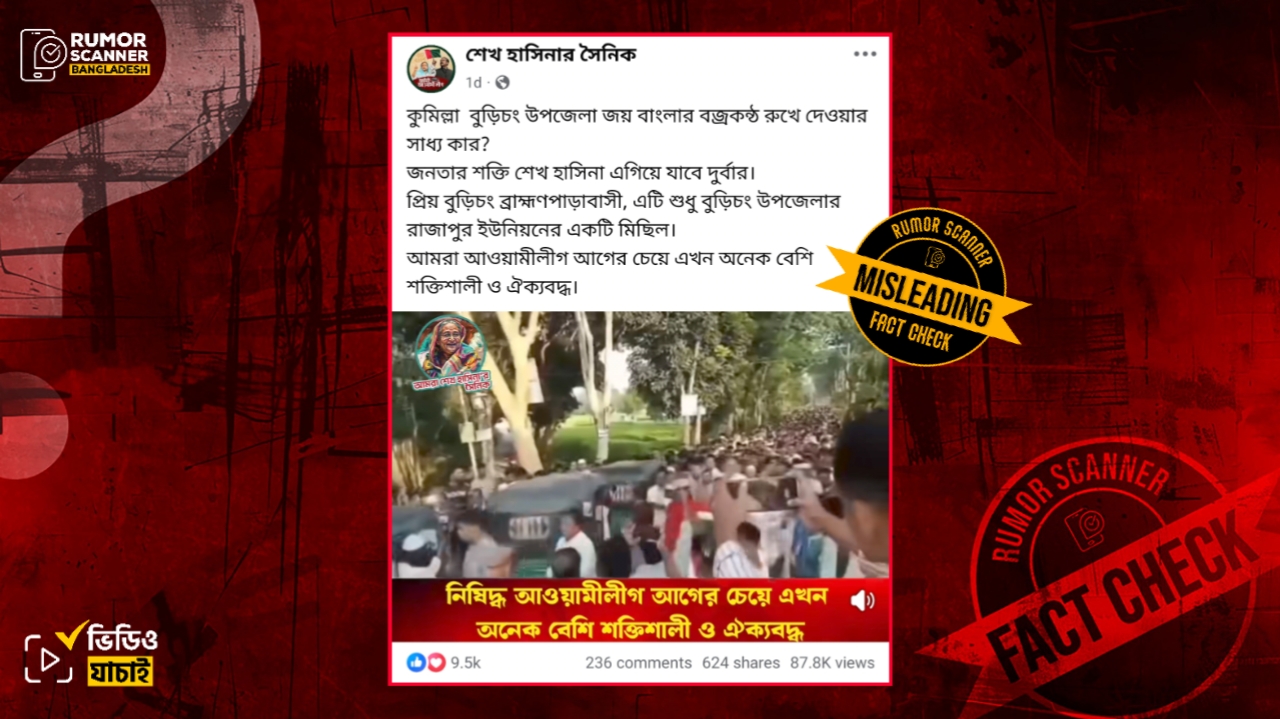 RUMOR
SCANNER
BANGLADESH
শেখ হাসিনার সৈনিক
1d
কুমিল্লা বুড়িচং উপজেলা জয় বাংলার বজ্রকন্ঠ রুখে দেওয়ার
সাধ্য কার?
জনতার শক্তি শেখ হাসিনা এগিয়ে যাবে দুর্বার।
প্রিয় বুড়িচং ব্রাহ্মণপাড়াবাসী, এটি শুধু বুড়িচং উপজেলার
রাজাপুর ইউনিয়নের একটি মিছিল।
আমরা আওয়ামীলীগ আগের চেয়ে এখন অনেক বেশি
শক্তিশালী ও ঐক্যবদ্ধ।
RUMOR SCANNER
MISLEADING
FACT CHECK
আমরা শেখ হাসিনার
সৈনিক
নিষিদ্ধ আওয়ামীলীগ আগের চেয়ে এখন
অনেক বেশি শক্তিশালী ও ঐক্যবদ্ধ
9.5k 236 comments 624 shares 87.8K views
RUMOR SCANNER
FACT CHECK
ভিডিও
যাচাই